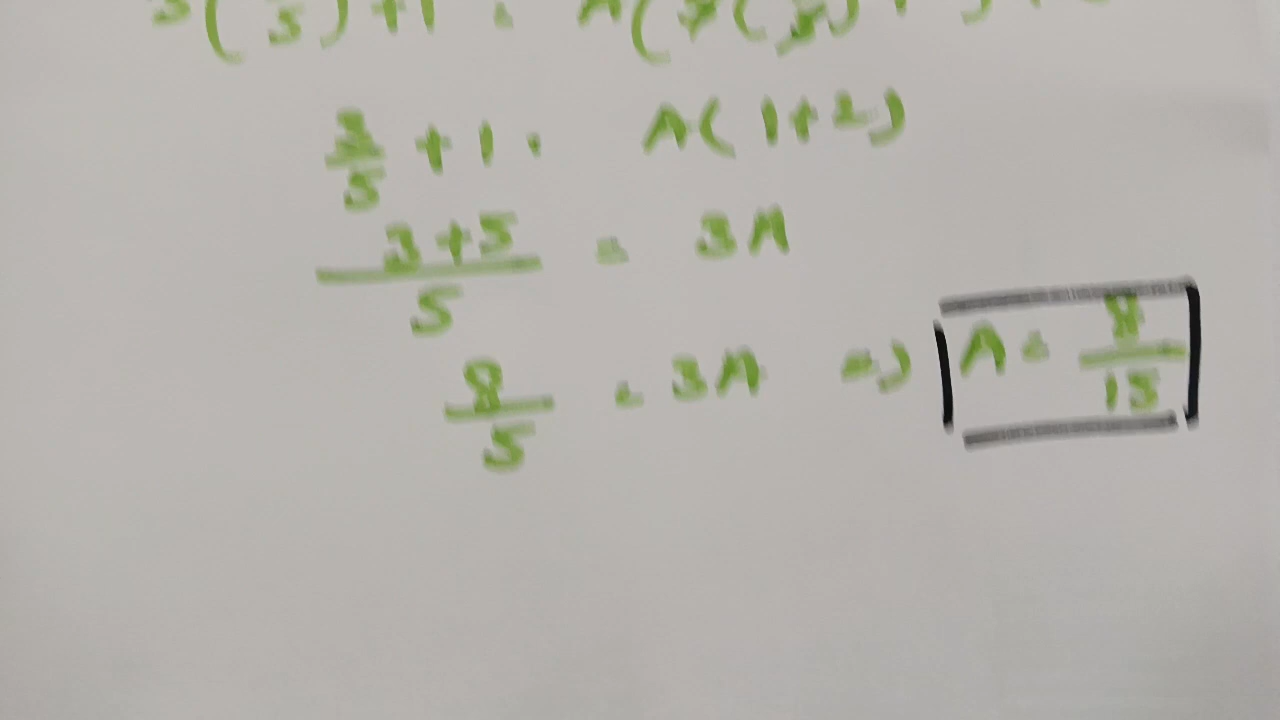 3/5 + 1 = A(1+2)
3+5/5 = 3A
8/5 = 3A => A = 8/15